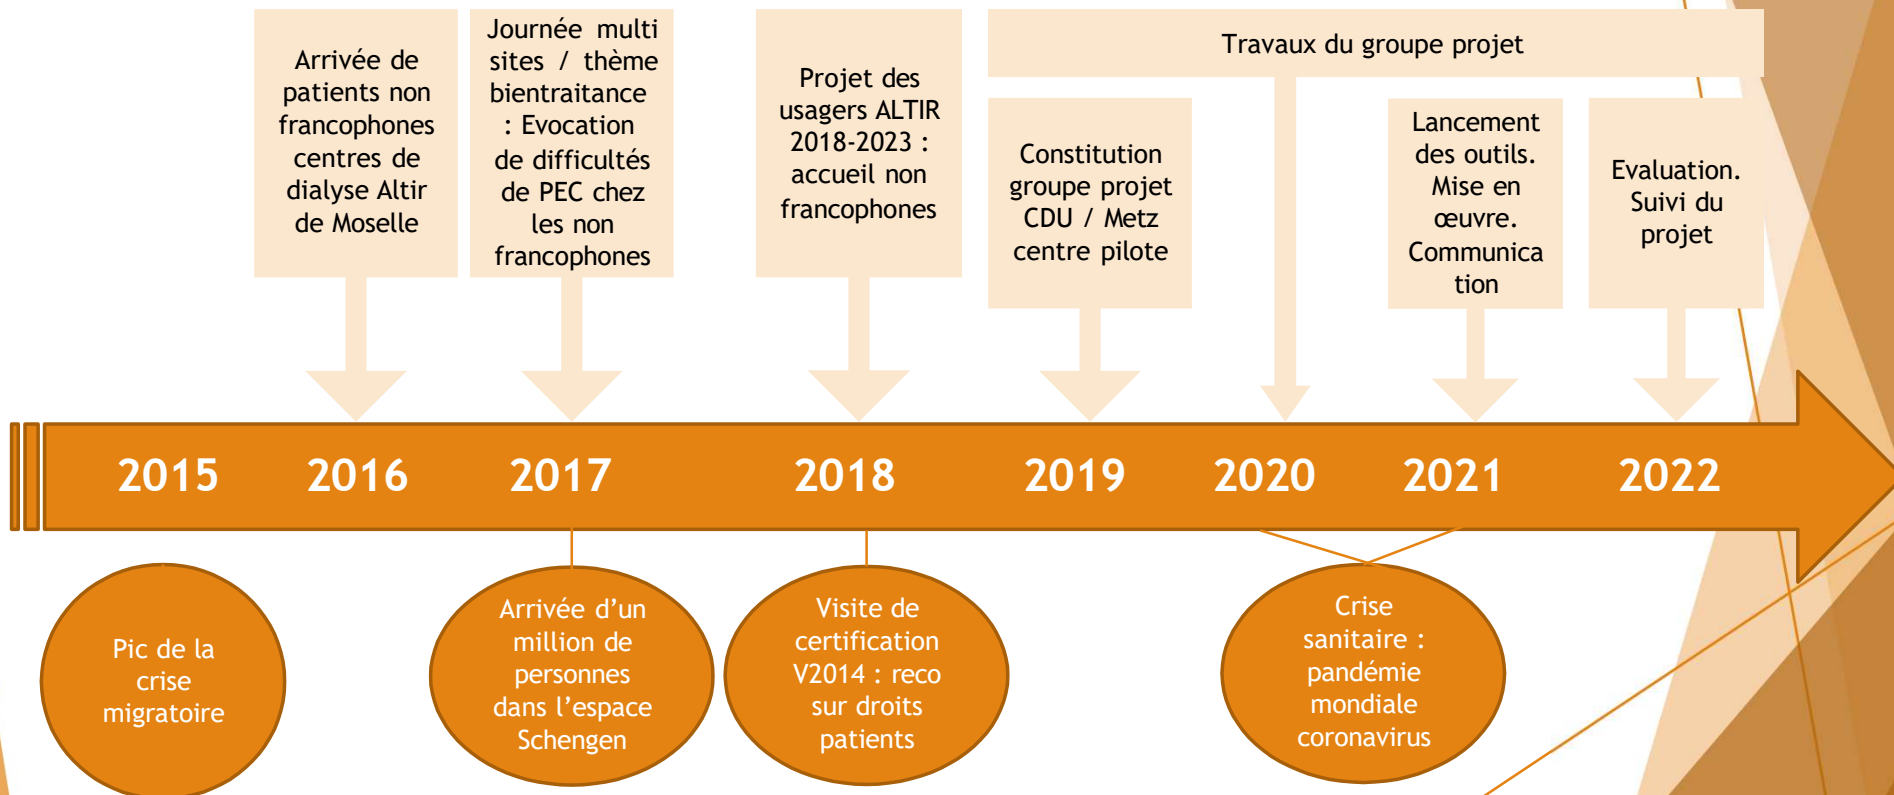 Arrivée de
patients non
francophones
centres de
dialyse Altir
de Moselle
Journée multi
sites / thème
bientraitance
: Evocation
de difficultés
de PEC chez
les non
francophones
Projet des
usagers ALTIR
2018-2023 :
accueil non
francophones
Travaux du groupe projet
Constitution
groupe projet
CDU / Metz
centre pilote
Lancement
des outils.
Mise en
œuvre.
Communica
tion
Evaluation.
Suivi du
projet
2015 2016 2017 2018 2019 2020 2021 2022
Pic de la
crise
migratoire
Arrivée d’un
million de
personnes
dans l’espace
Schengen
Visite de
certification
V2014 : reco
sur droits
patients
Crise
sanitaire :
pandémie
mondiale
coronavirus